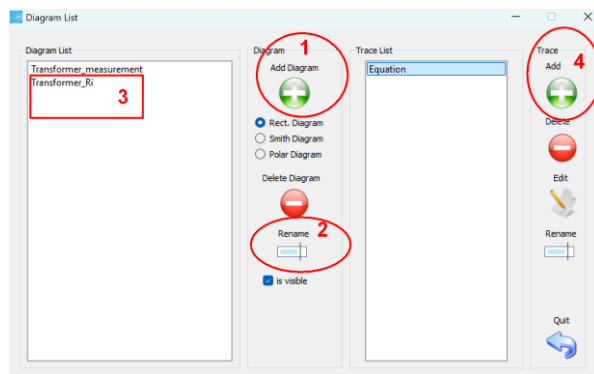 Diagram List
Diagram List
Transformer_measurement
Transformer_Ri
3
Diagram
1
Add Diagram
Rect. Diagram
Smith Diagram
Polar Diagram
Delete Diagram
Rename
2
is visible
Trace List
Equation
Trace
Add
4
Delete
Edit
Rename
Quit